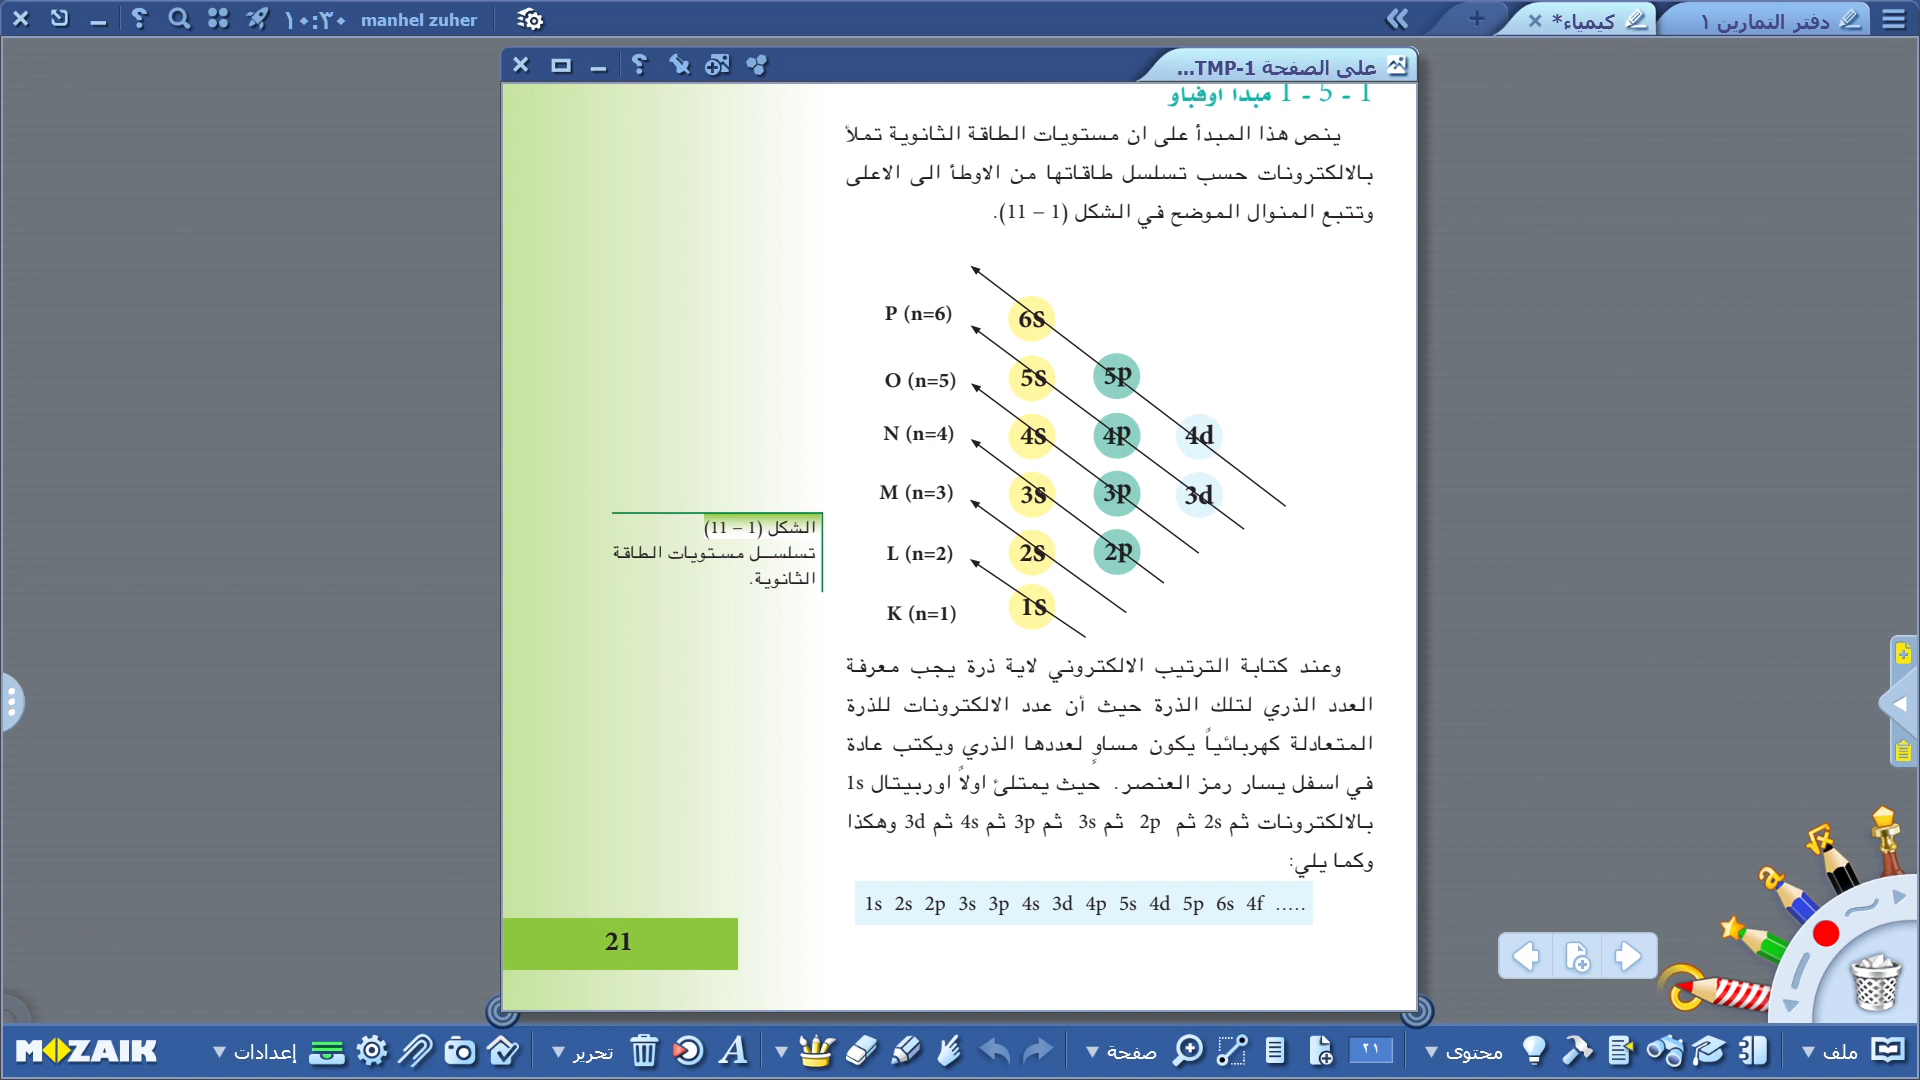 دفتر التمارين ١
كيمياء*
manhel zuher
١٠:٣٠
على الصفحة TMP-1...
1 - 5 - 1 مبدا اوفباو
ينص هذا المبدأ على ان مستويات الطاقة الثانوية تملأ
بالالكترونات حسب تسلسل طاقاتها من الاوطأ الى الاعلى
وتتبع المنوال الموضح في الشكل (1 – 11).
P (n=6) 6s
O (n=5) 5s 5p
N (n=4) 4s 4p 4d
M (n=3) 3s 3p 3d
L (n=2) 2s 2p
K (n=1) 1s
الشكل (1 – 11)
تسلسل مستويات الطاقة
الثانوية.
وعند كتابة الترتيب الالكتروني لاية ذرة يجب معرفة
العدد الذري لتلك الذرة حيث أن عدد الالكترونات للذرة
المتعادلة كهربائياً يكون مساوٍ لعددها الذري ويكتب عادة
في اسفل يسار رمز العنصر. حيث يمتلئ اولاً اوربيتال 1s
بالالكترونات ثم 2s ثم 2p ثم 3s ثم 3p ثم 4s ثم 3d وهكذا
وكما يلي:
1s 2s 2p 3s 3p 4s 3d 4p 5s 4d 5p 6s 4f .....
21
ملف
محتوى
٢١
صفحة
تحرير
إعدادات
MOZAIK